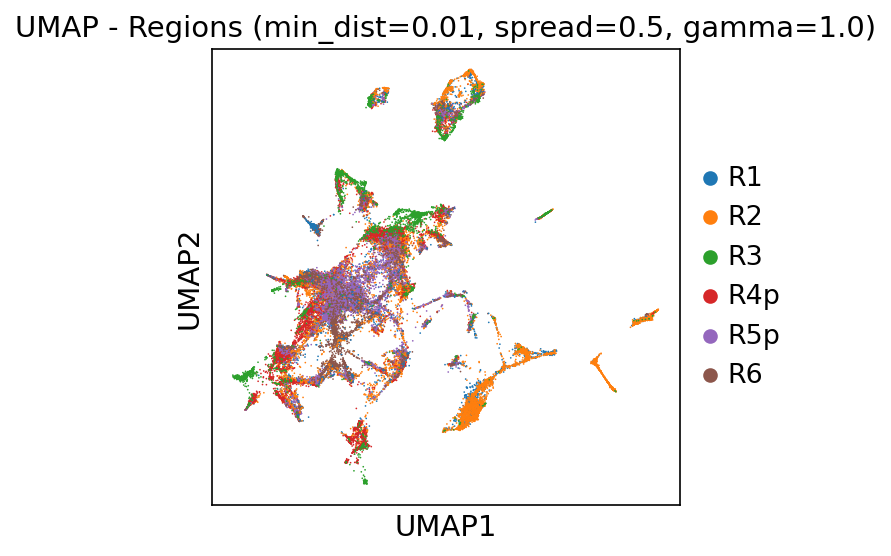 UMAP - Regions (min_dist=0.01, spread=0.5, gamma=1.0)
UMAP2
UMAP1
R1
R2
R3
R4p
R5p
R6